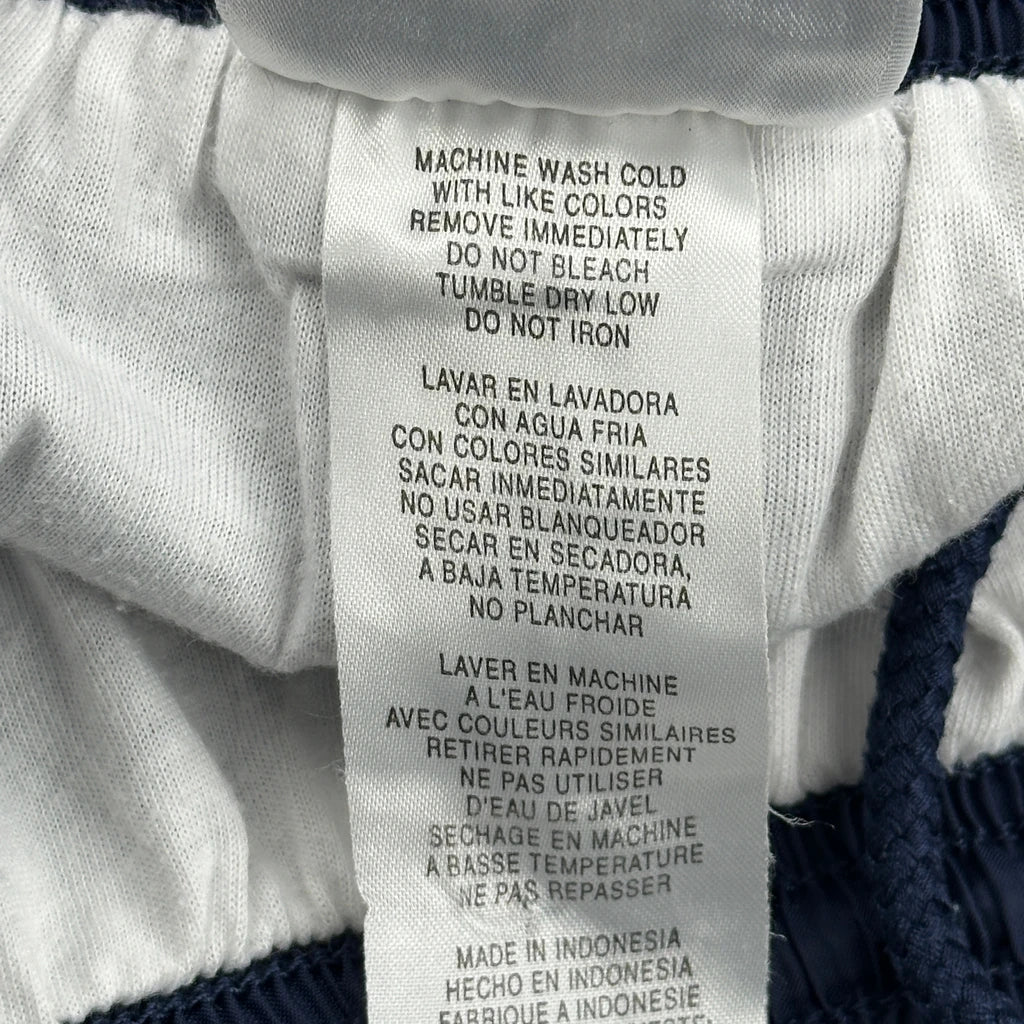 MACHINE WASH COLD
WITH LIKE COLORS
REMOVE IMMEDIATELY
DO NOT BLEACH
TUMBLE DRY LOW
DO NOT IRON
LAVAR EN LAVADORA
CON AGUA FRIA
CON COLORES SIMILARES
SACAR INMEDIATAMENTE
NO USAR BLANQUEADOR
SECAR EN SECADORA,
A BAJA TEMPERATURA
NO PLANCHAR
LAVER EN MACHINE
A L'EAU FROIDE
AVEC COULEURS SIMILAIRES
RETIRER RAPIDEMENT
NE PAS UTILISER
D'EAU DE JAVEL
SECHAGE EN MACHINE
A BASSE TEMPERATURE
NE PAS REPASSER
MADE IN INDONESIA
HECHO EN INDONESIA
FABRIQUE A INDONESIE